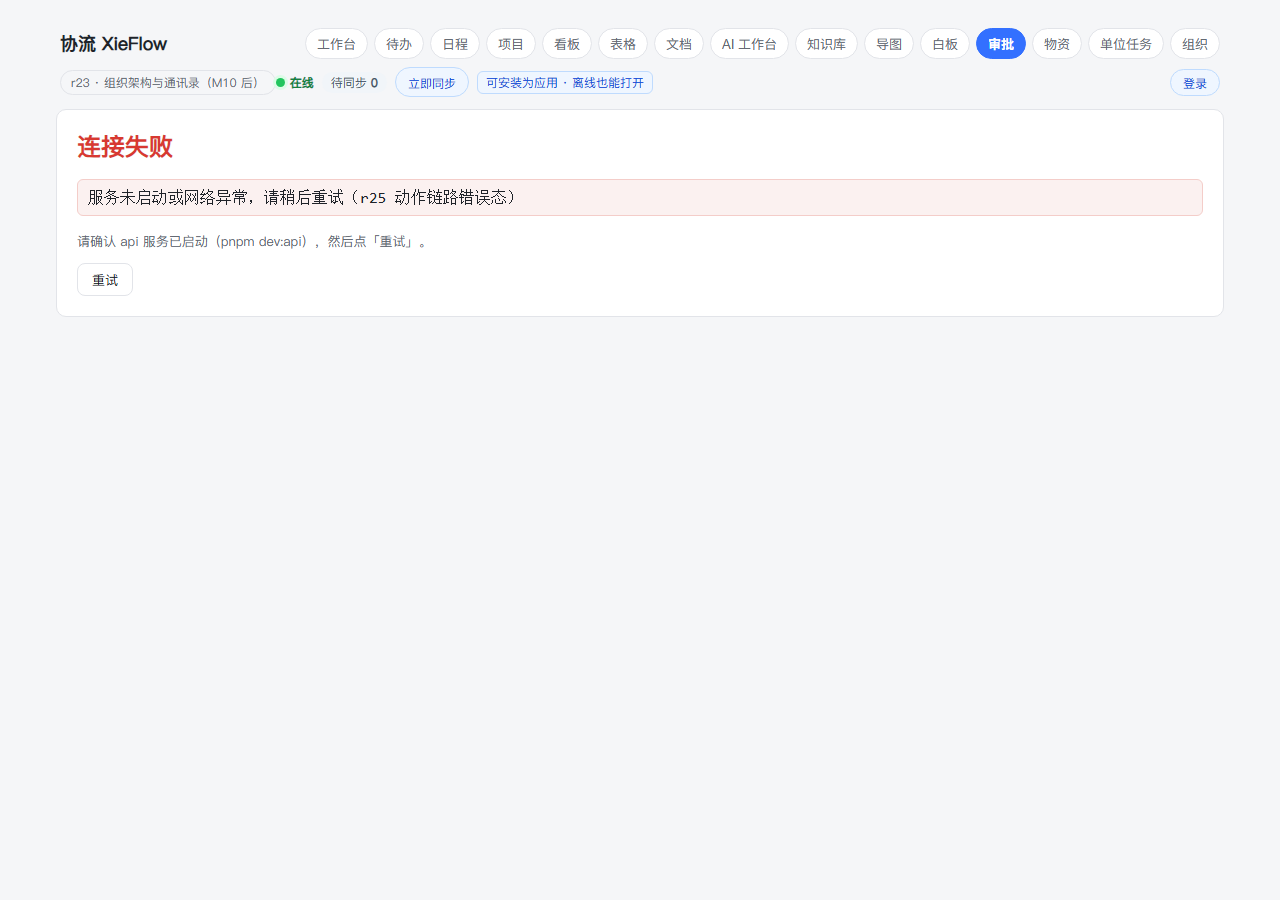 协流 XieFlow
工作台 待办 日程 项目 看板 表格 文档 AI 工作台 知识库 导图 白板 审批 物资 单位任务 组织
r23 · 组织架构与通讯录（M10 后） 在线 待同步 0 立即同步 可安装为应用 · 离线也能打开 登录
连接失败
服务未启动或网络异常，请稍后重试（r25 动作链路错误态）
请确认 api 服务已启动（pnpm dev:api），然后点「重试」。
重试